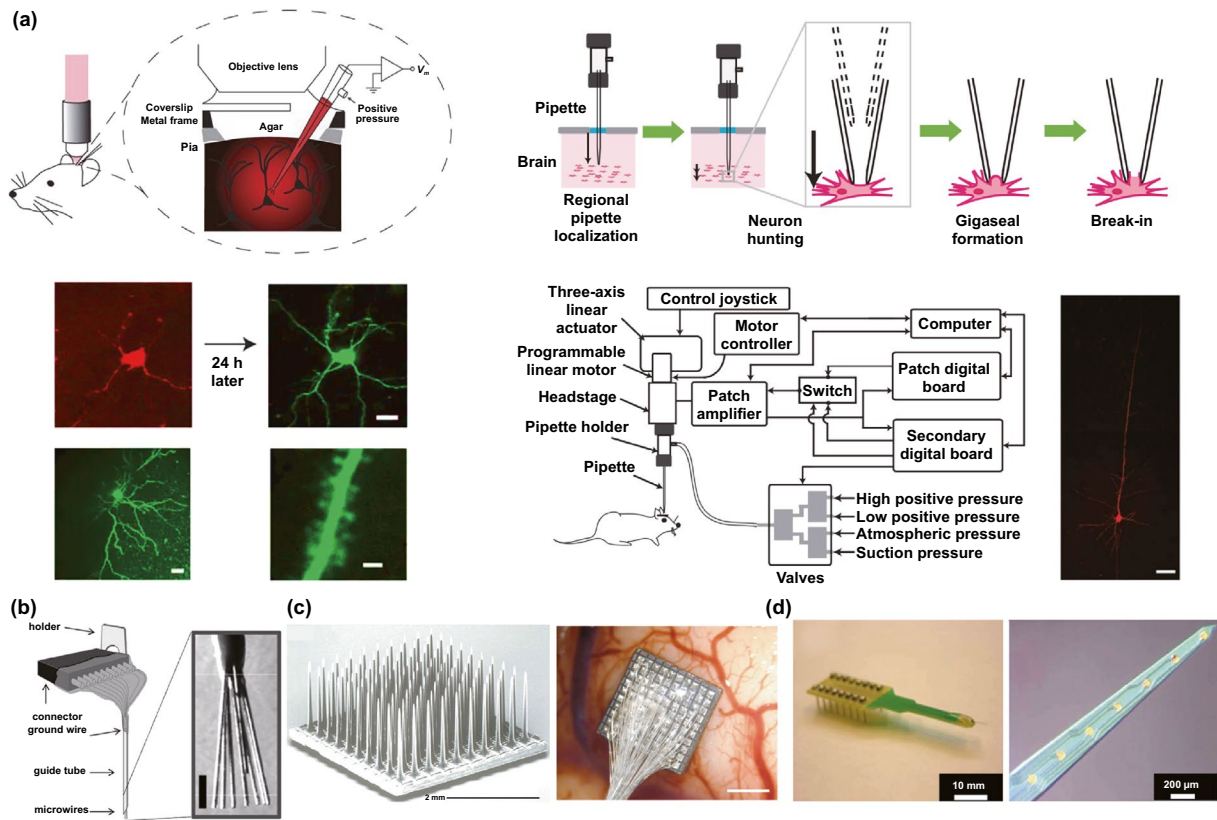 (a)
Objective lens
Vm
Coverslip
Metal frame
Positive
pressure
Agar
Pia
Pipette
Brain
Regional
pipette
localization
Neuron
hunting
Gigaseal
formation
Break-in
24 h
later
Three-axis
linear
actuator
Control joystick
Motor
controller
Computer
Programmable
linear motor
Patch digital
board
Headstage
Patch
amplifier
Switch
Pipette holder
Secondary
digital board
Pipette
High positive pressure
Low positive pressure
Atmospheric pressure
Suction pressure
Valves
(b)
holder
connector
ground wire
guide tube
microwires
(c)
2 mm
(d)
10 mm
200 μm